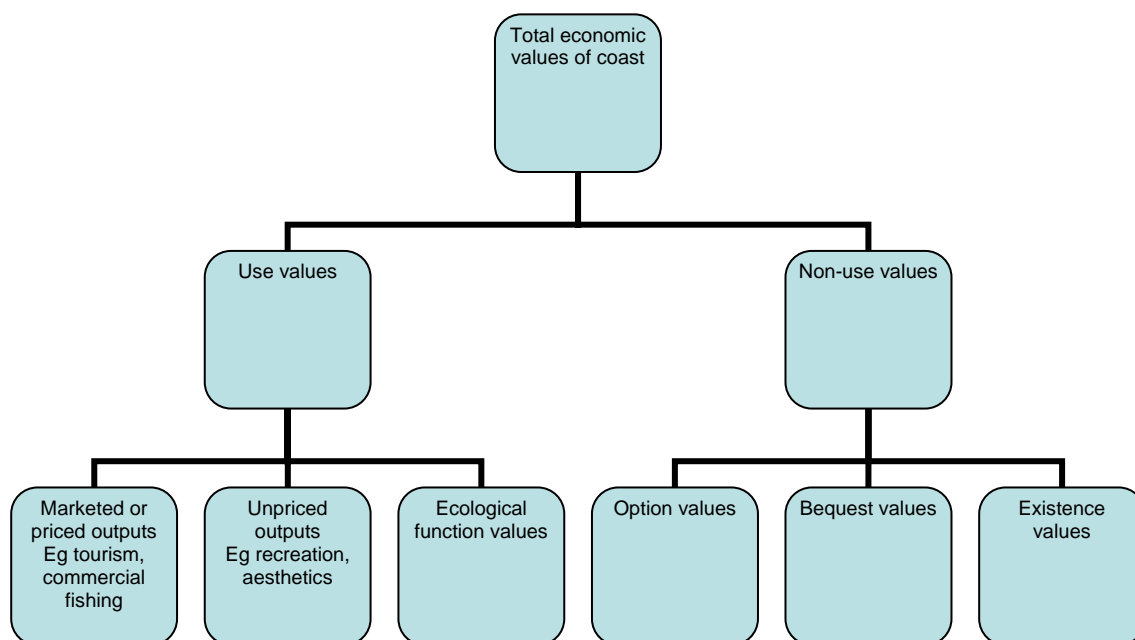 Total economic
values of coast
Use values
Non-use values
Marketed or
priced outputs
Eg tourism,
commercial
fishing
Unpriced
outputs
Eg recreation,
aesthetics
Ecological
function values
Option values
Bequest values
Existence
values